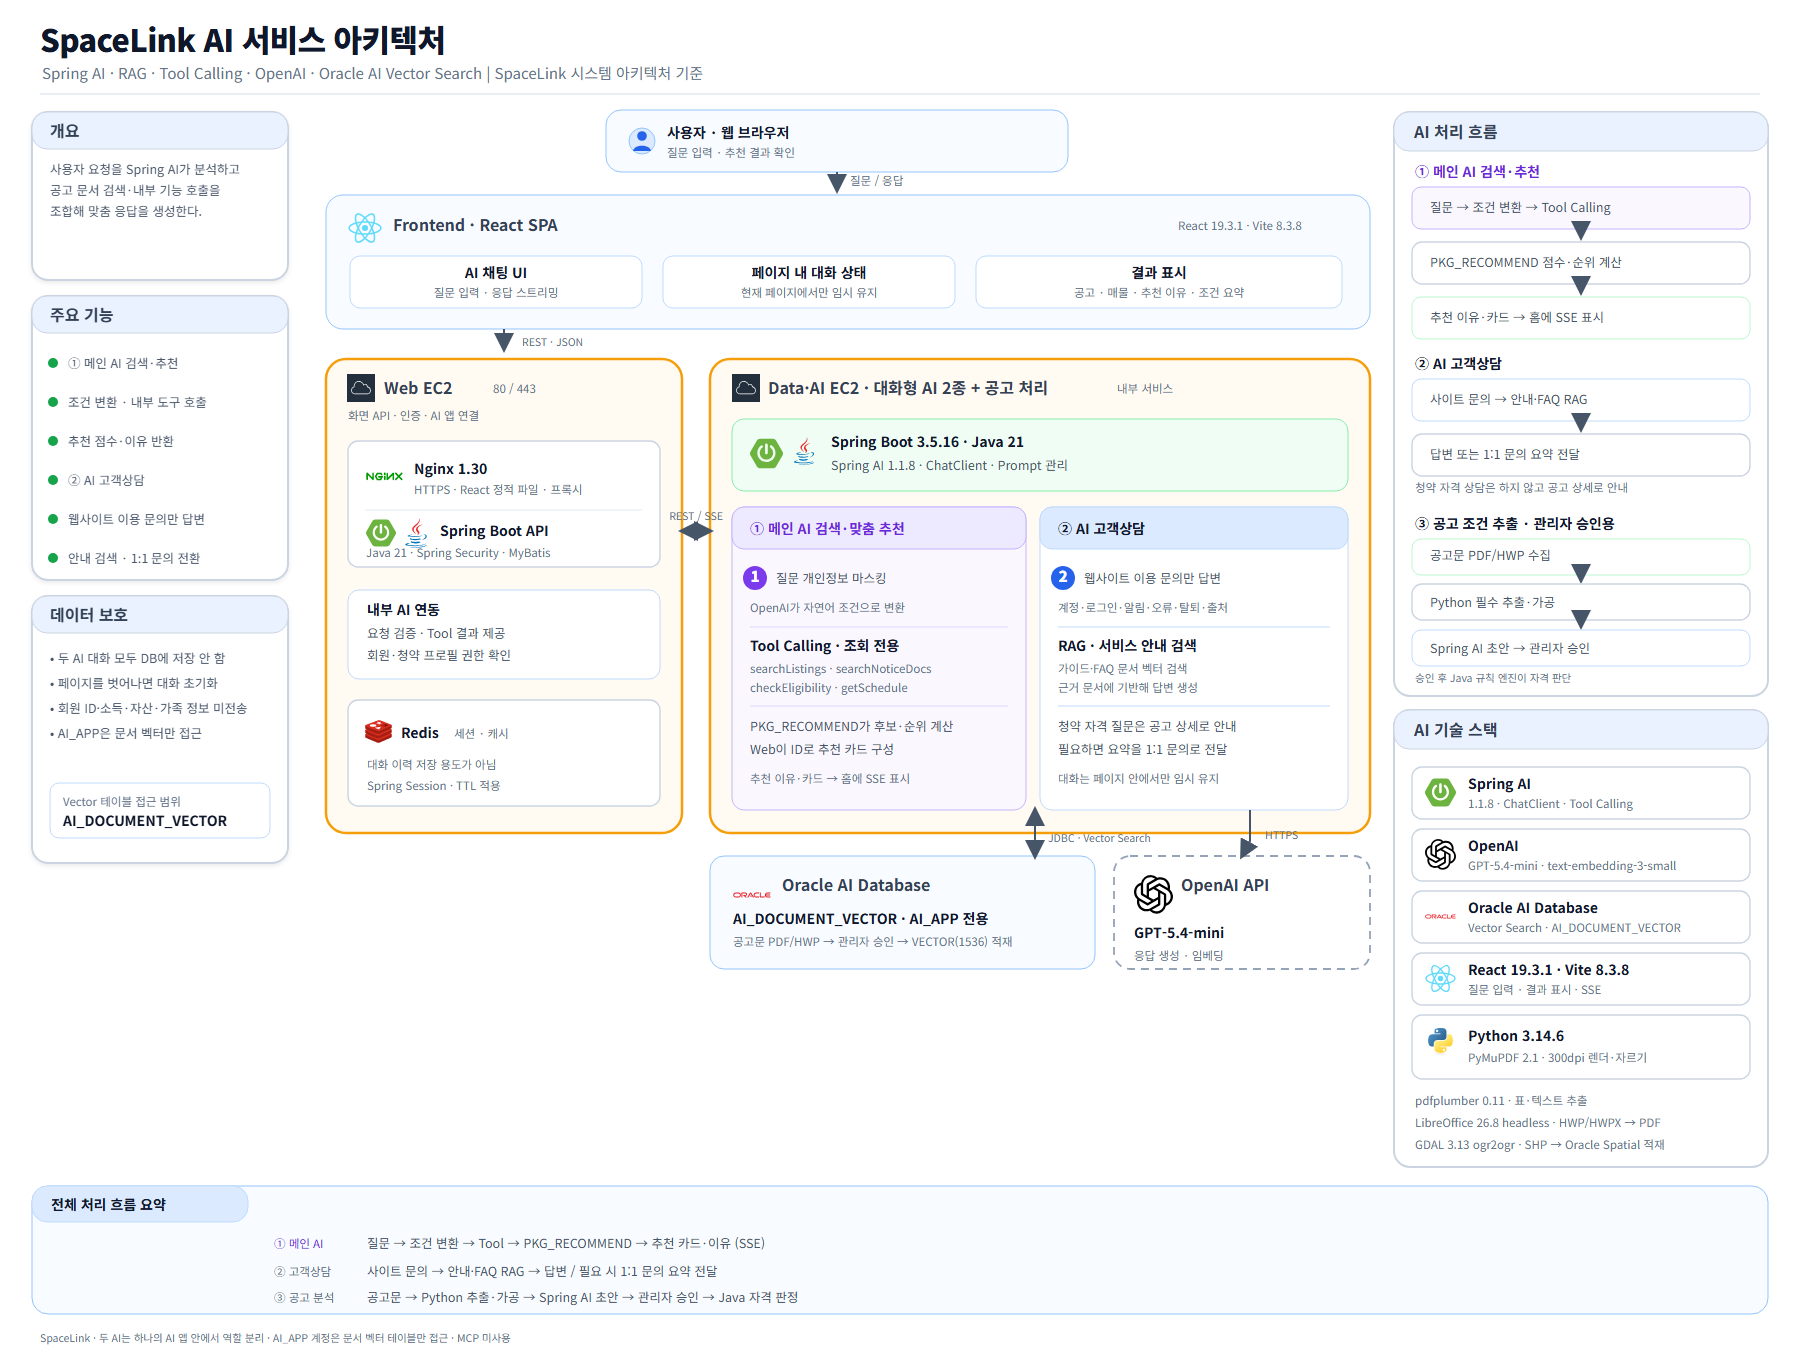 SpaceLink AI 서비스 아키텍처
Spring AI · RAG · Tool Calling · OpenAI · Oracle AI Vector Search | SpaceLink 시스템 아키텍처 기준
개요
사용자 요청을 Spring AI가 분석하고
공고 문서 검색·내부 기능 호출을
조합해 맞춤 응답을 생성한다.
주요 기능
① 메인 AI 검색·추천
조건 변환 · 내부 도구 호출
추천 점수·이유 반환
② AI 고객상담
웹사이트 이용 문의만 답변
안내 검색 · 1:1 문의 전환
데이터 보호
• 두 AI 대화 모두 DB에 저장 안 함
• 페이지를 벗어나면 대화 초기화
• 회원 ID·소득·자산·가족 정보 미전송
• AI_APP은 문서 벡터만 접근
Vector 테이블 접근 범위
AI_DOCUMENT_VECTOR
사용자 · 웹 브라우저
질문 입력 · 추천 결과 확인
질문 / 응답
Frontend · React SPA
React 19.3.1 · Vite 8.3.8
AI 채팅 UI
질문 입력 · 응답 스트리밍
페이지 내 대화 상태
현재 페이지에서만 임시 유지
결과 표시
공고 · 매물 · 추천 이유 · 조건 요약
REST · JSON
Web EC2
80 / 443
화면 API · 인증 · AI 앱 연결
NGINX
Nginx 1.30
HTTPS · React 정적 파일 · 프록시
Spring Boot API
Java 21 · Spring Security · MyBatis
내부 AI 연동
요청 검증 · Tool 결과 제공
회원·청약 프로필 권한 확인
Redis
세션 · 캐시
대화 이력 저장 용도가 아님
Spring Session · TTL 적용
REST / SSE
Data·AI EC2 · 대화형 AI 2종 + 공고 처리
내부 서비스
Spring Boot 3.5.16 · Java 21
Spring AI 1.1.8 · ChatClient · Prompt 관리
① 메인 AI 검색·맞춤 추천
1
질문 개인정보 마스킹
OpenAI가 자연어 조건으로 변환
Tool Calling · 조회 전용
searchListings · searchNoticeDocs
checkEligibility · getSchedule
PKG_RECOMMEND가 후보·순위 계산
Web이 ID로 추천 카드 구성
추천 이유·카드 → 홈에 SSE 표시
② AI 고객상담
2
웹사이트 이용 문의만 답변
계정·로그인·알림·오류·탈퇴·출처
RAG · 서비스 안내 검색
가이드·FAQ 문서 벡터 검색
근거 문서에 기반해 답변 생성
청약 자격 질문은 공고 상세로 안내
필요하면 요약을 1:1 문의로 전달
대화는 페이지 안에서만 임시 유지
JDBC · Vector Search
HTTPS
ORACLE
Oracle AI Database
AI_DOCUMENT_VECTOR · AI_APP 전용
공고문 PDF/HWP → 관리자 승인 → VECTOR(1536) 적재
OpenAI API
GPT-5.4-mini
응답 생성 · 임베딩
AI 처리 흐름
① 메인 AI 검색·추천
질문 → 조건 변환 → Tool Calling
PKG_RECOMMEND 점수·순위 계산
추천 이유·카드 → 홈에 SSE 표시
② AI 고객상담
사이트 문의 → 안내·FAQ RAG
답변 또는 1:1 문의 요약 전달
청약 자격 상담은 하지 않고 공고 상세로 안내
③ 공고 조건 추출 · 관리자 승인용
공고문 PDF/HWP 수집
Python 필수 추출·가공
Spring AI 초안 → 관리자 승인
승인 후 Java 규칙 엔진이 자격 판단
AI 기술 스택
Spring AI
1.1.8 · ChatClient · Tool Calling
OpenAI
GPT-5.4-mini · text-embedding-3-small
ORACLE
Oracle AI Database
Vector Search · AI_DOCUMENT_VECTOR
React 19.3.1 · Vite 8.3.8
질문 입력 · 결과 표시 · SSE
Python 3.14.6
PyMuPDF 2.1 · 300dpi 렌더·자르기
pdfplumber 0.11 · 표·텍스트 추출
LibreOffice 26.8 headless · HWP/HWPX → PDF
GDAL 3.13 ogr2ogr · SHP → Oracle Spatial 적재
전체 처리 흐름 요약
① 메인 AI 질문 → 조건 변환 → Tool → PKG_RECOMMEND → 추천 카드·이유 (SSE)
② 고객상담 사이트 문의 → 안내·FAQ RAG → 답변 / 필요 시 1:1 문의 요약 전달
③ 공고 분석 공고문 → Python 추출·가공 → Spring AI 초안 → 관리자 승인 → Java 자격 판정
SpaceLink · 두 AI는 하나의 AI 앱 안에서 역할 분리 · AI_APP 계정은 문서 벡터 테이블만 접근 · MCP 미사용